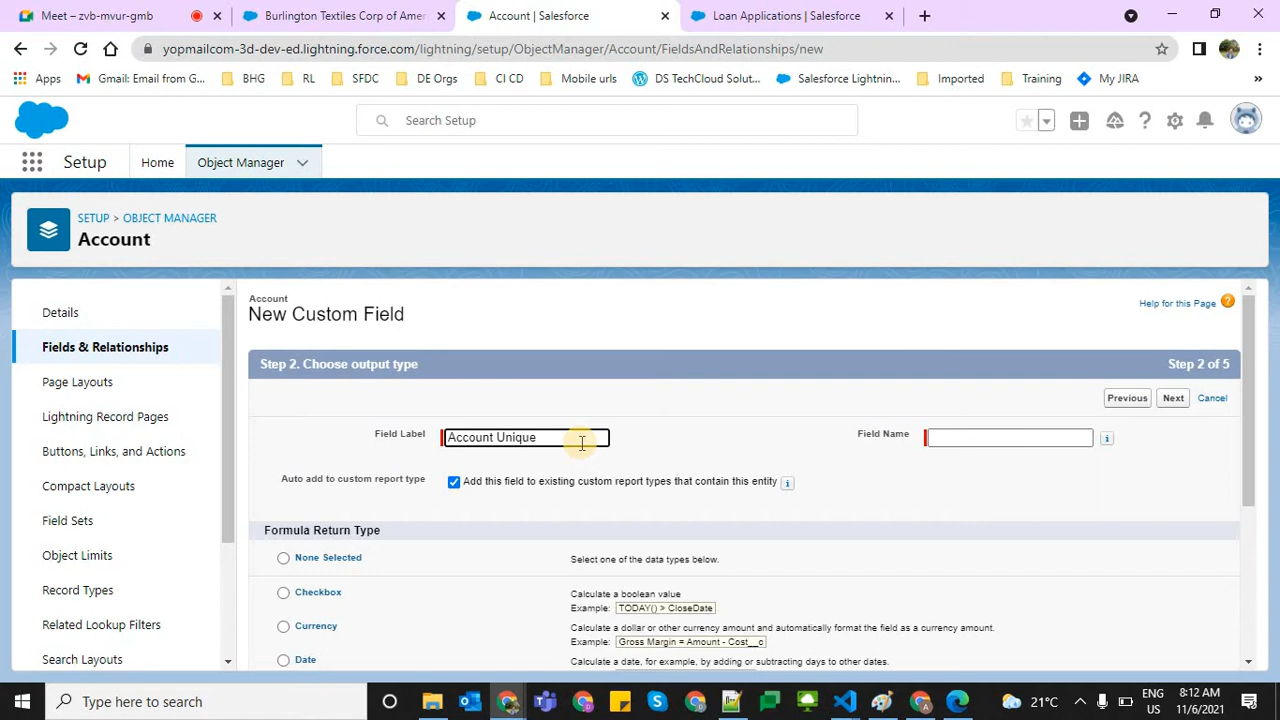 Meet – zvb-mvur-gmb
Burlington Textiles Corp of Amer
Account | Salesforce
Loan Applications | Salesforce
yopmailcom-3d-dev-ed.lightning.force.com/lightning/setup/ObjectManager/Account/FieldsAndRelationships/new
Apps
Gmail: Email from G...
BHG
RL
SFDC
DE Orgs
CI CD
Mobile urls
DS TechCloud Solut...
Salesforce Lightnin...
Imported
Training
My JIRA
»
Search Setup
Setup
Home
Object Manager
SETUP > OBJECT MANAGER
Account
Details
Fields & Relationships
Page Layouts
Lightning Record Pages
Buttons, Links, and Actions
Compact Layouts
Field Sets
Object Limits
Record Types
Related Lookup Filters
Search Layouts
Account
New Custom Field
Help for this Page
Step 2. Choose output type
Step 2 of 5
Previous
Next
Cancel
Field Label
Account Unique
Field Name
Auto add to custom report type
Add this field to existing custom report types that contain this entity
Formula Return Type
None Selected
Select one of the data types below.
Checkbox
Calculate a boolean value
Example: TODAY() > CloseDate
Currency
Calculate a dollar or other currency amount and automatically format the field as a currency amount.
Example: Gross Margin = Amount - Cost__c
Date
Calculate a date, for example, by adding or subtracting days to other dates.
Type here to search
21°C
ENG
US
8:12 AM
11/6/2021